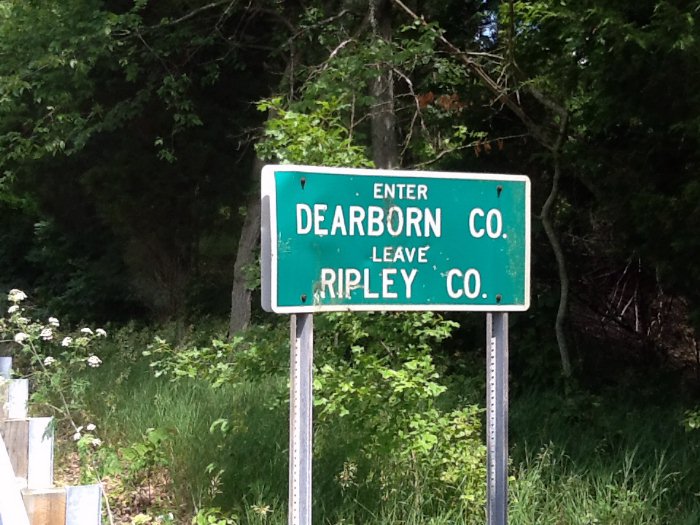 ENTER
DEARBORN CO.
LEAVE
RIPLEY CO.